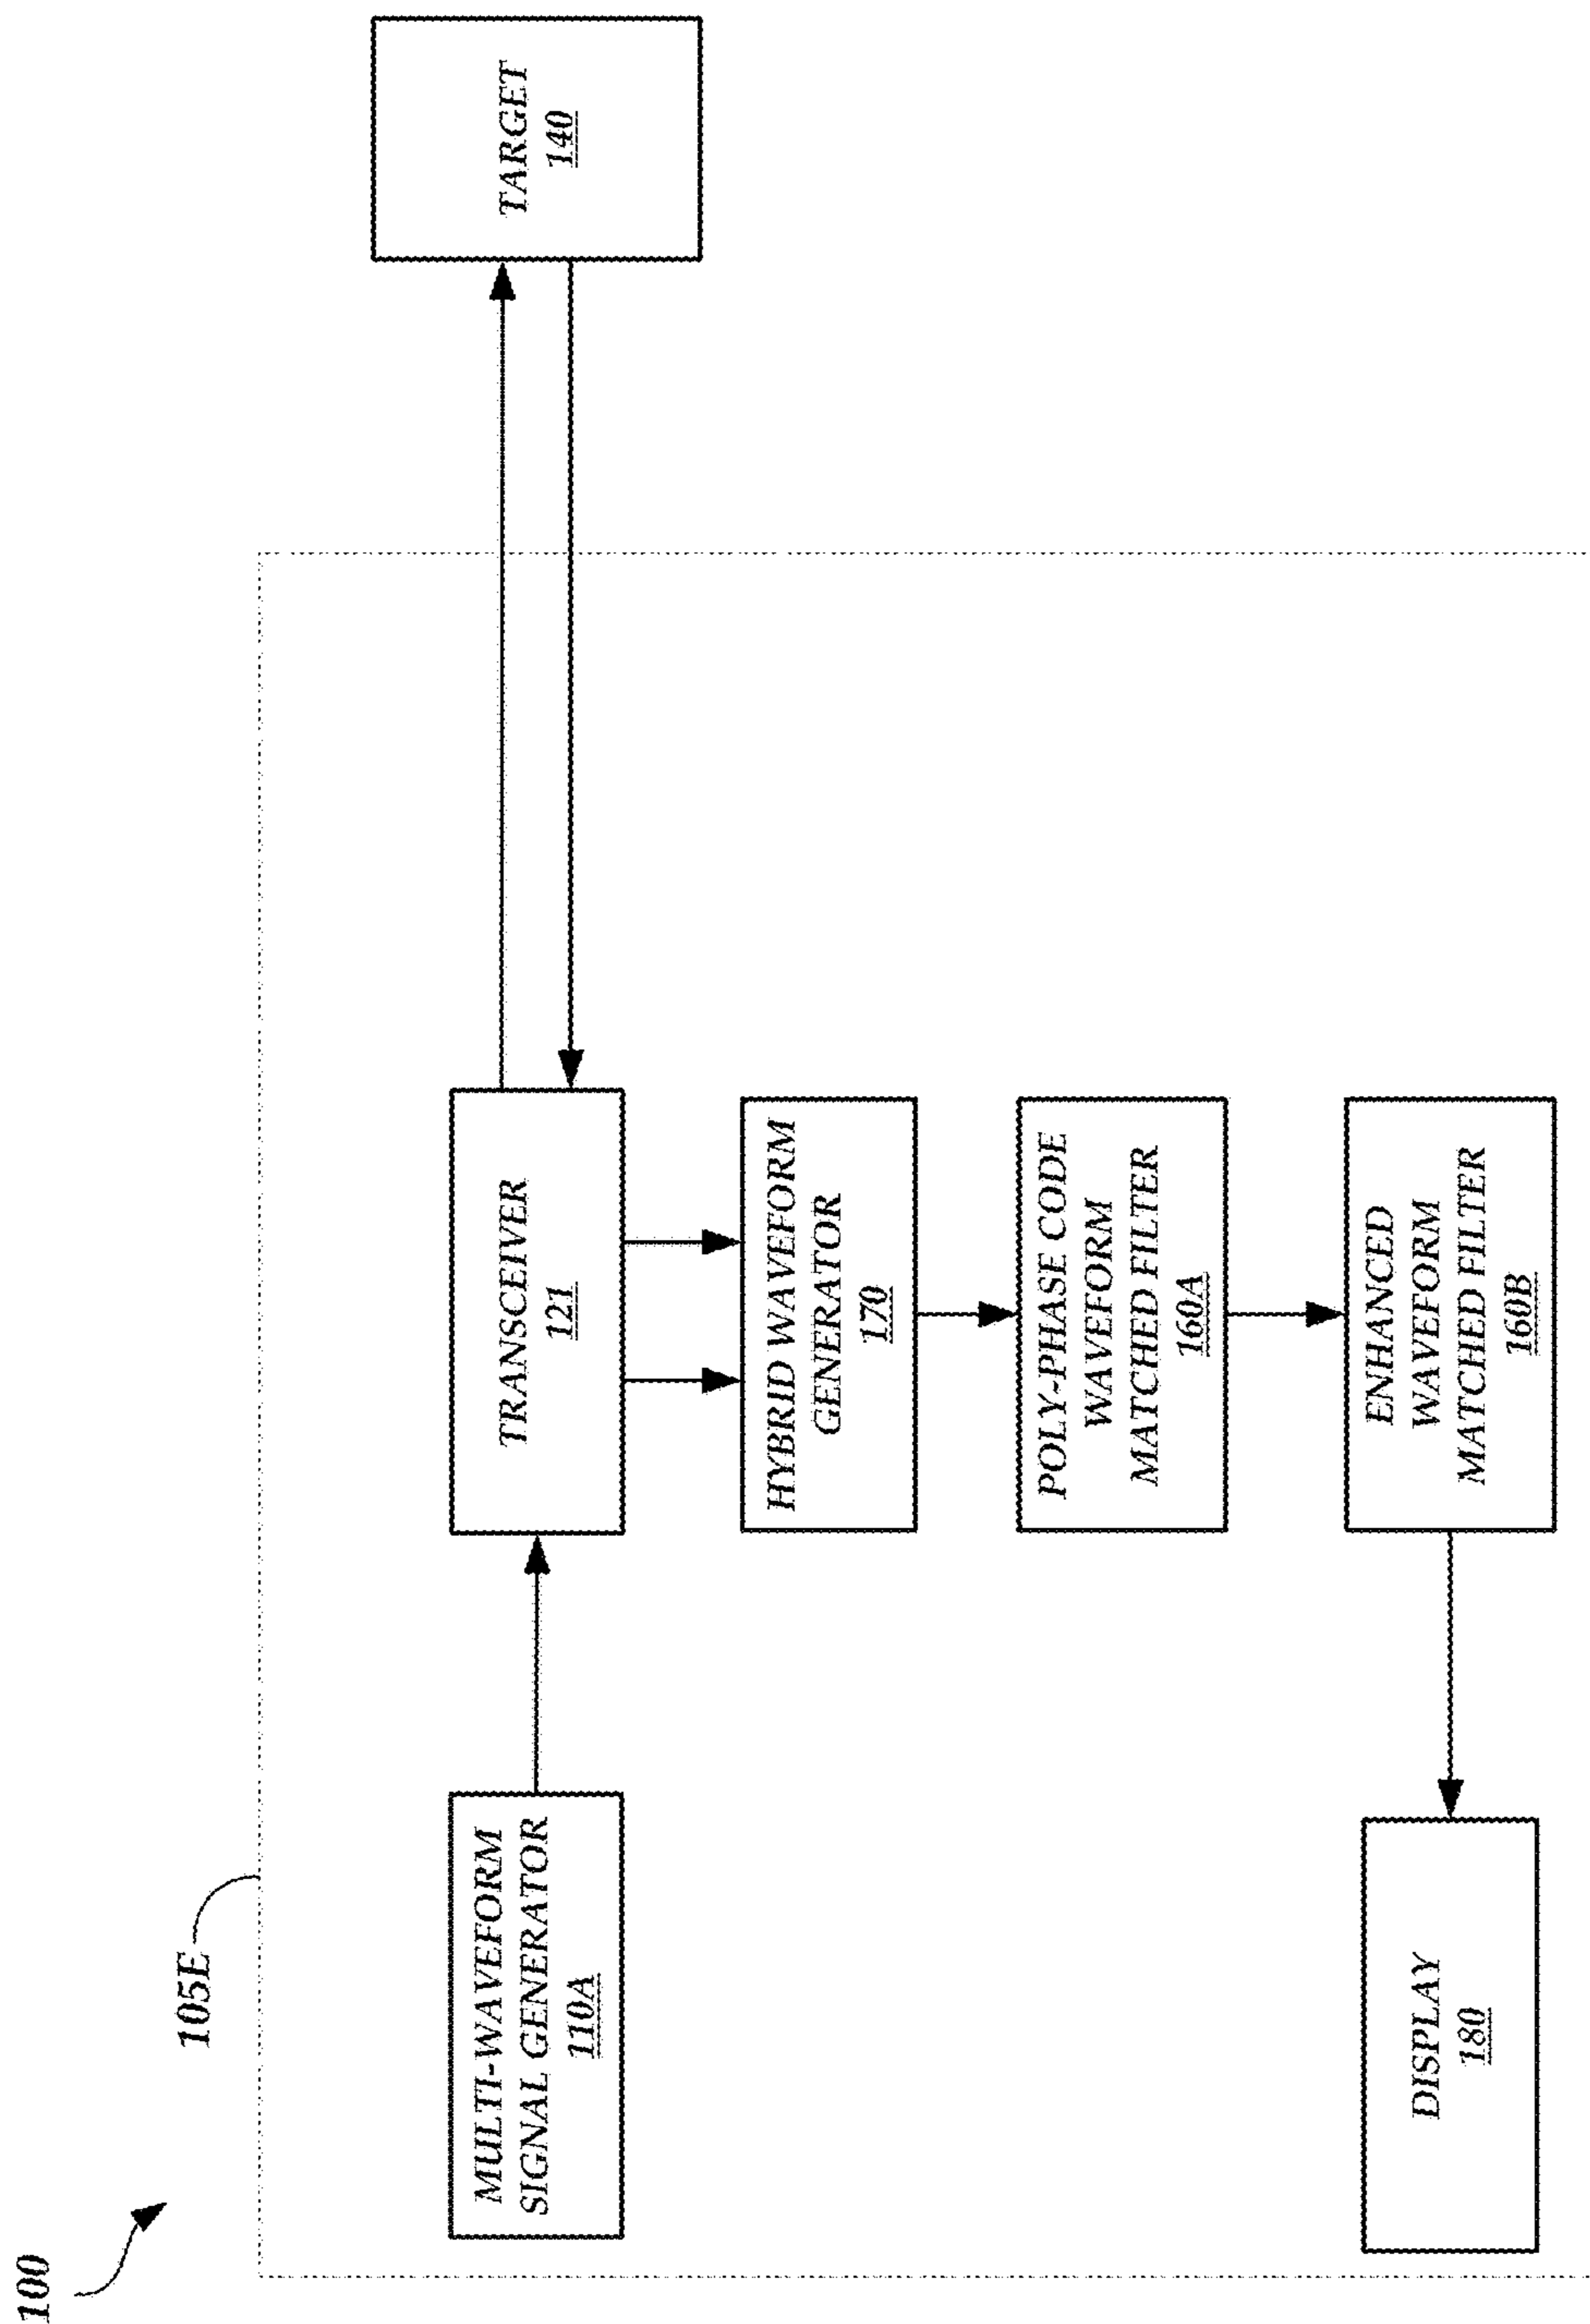 100
105E
MULTI-WAVEFORM
SIGNAL GENERATOR
110A
TRANSCEIVER
121
TARGET
140
HYBRID WAVEFORM
GENERATOR
170
POLY-PHASE CODE
WAVEFORM
MATCHED FILTER
160A
DISPLAY
180
ENHANCED
WAVEFORM
MATCHED FILTER
160B